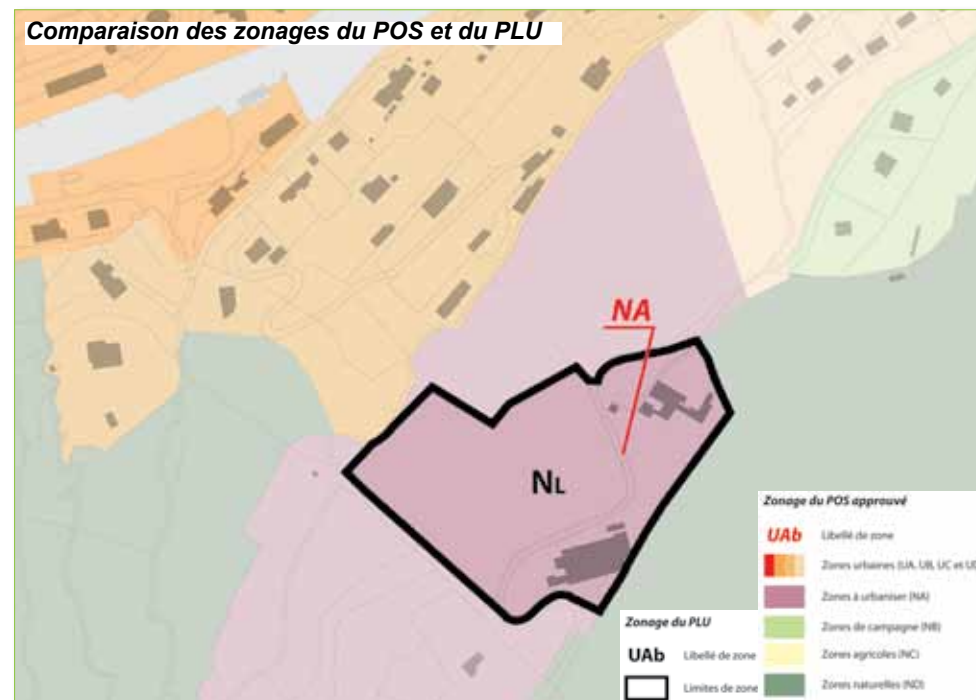 Comparaison des zonages du POS et du PLU
NA
NL
Zonage du POS approuvé
UAb Libellé de zone
Zones urbaines (UA, UB, UC et UD
Zones à urbaniser (NA)
Zones de campagne (NB)
Zones agricoles (NC)
Zones naturelles (ND)
Zonage du PLU
UAb Libellé de zone
Limites de zone